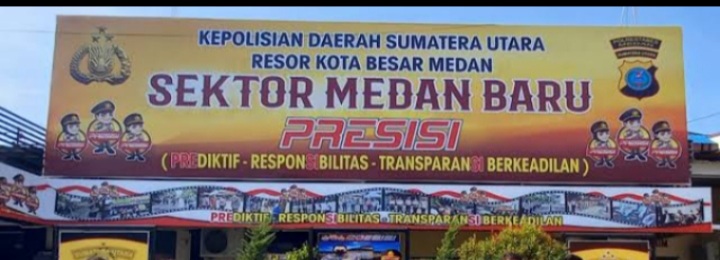 KEPOLISIAN DAERAH SUMATERA UTARA
RESOR KOTA BESAR MEDAN
SEKTOR MEDAN BARU
PRESISI
( PREDIKTIF - RESPONSIBILITAS - TRANSPARANSI BERKEADILAN )
PREDIKTIF - RESPONSIBILITAS - TRANSPARANSI BERKEADILAN